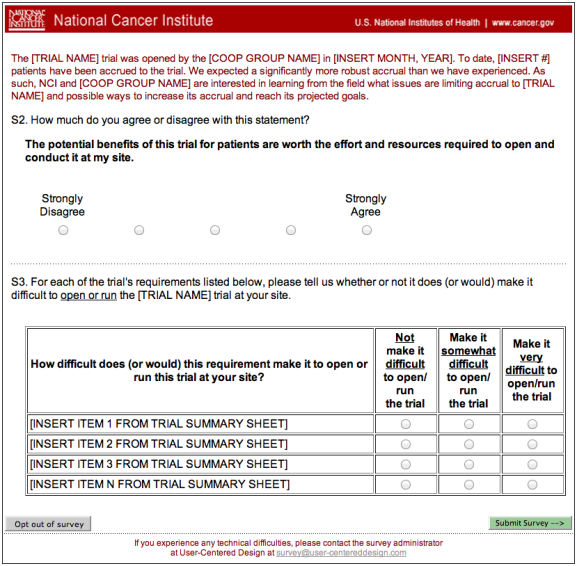 NATIONAL
CANCER
INSTITUTE
National Cancer Institute
U.S. National Institutes of Health | www.cancer.gov
The [TRIAL NAME] trial was opened by the [COOP GROUP NAME] in [INSERT MONTH, YEAR]. To date, [INSERT #]
patients have been accrued to the trial. We expected a significantly more robust accrual than we have experienced. As
such, NCI and [COOP GROUP NAME] are interested in learning from the field what issues are limiting accrual to [TRIAL
NAME] and possible ways to increase its accrual and reach its projected goals.
S2. How much do you agree or disagree with this statement?
The potential benefits of this trial for patients are worth the effort and resources required to open and
conduct it at my site.
Strongly
Disagree
Strongly
Agree
S3. For each of the trial's requirements listed below, please tell us whether or not it does (or would) make it
difficult to open or run the [TRIAL NAME] trial at your site.
How difficult does (or would) this requirement make it to open or
run this trial at your site?
Not
make it
difficult
to open/
run
the trial
Make it
somewhat
difficult
to open/
run
the trial
Make it
very
difficult to
open/run
the trial
[INSERT ITEM 1 FROM TRIAL SUMMARY SHEET]
[INSERT ITEM 2 FROM TRIAL SUMMARY SHEET]
[INSERT ITEM 3 FROM TRIAL SUMMARY SHEET]
[INSERT ITEM N FROM TRIAL SUMMARY SHEET]
Opt out of survey
Submit Survey -->
If you experience any technical difficulties, please contact the survey administrator
at User-Centered Design at survey@user-centereddesign.com